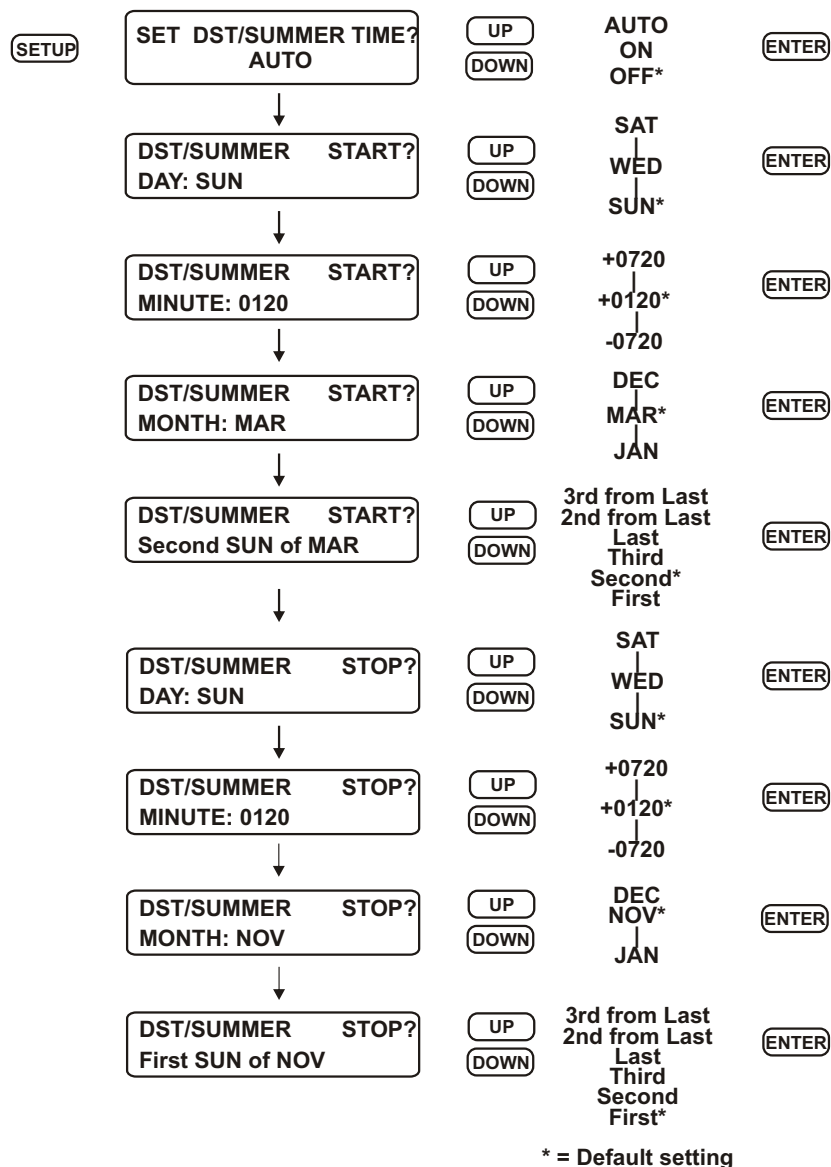 SETUP
SET DST/SUMMER TIME?
AUTO
UP
DOWN
AUTO
ON
OFF*
ENTER
DST/SUMMER START?
DAY: SUN
UP
DOWN
SAT
WED
SUN*
ENTER
DST/SUMMER START?
MINUTE: 0120
UP
DOWN
+0720
+0120*
-0720
ENTER
DST/SUMMER START?
MONTH: MAR
UP
DOWN
DEC
MAR*
JAN
ENTER
DST/SUMMER START?
Second SUN of MAR
UP
DOWN
3rd from Last
2nd from Last
Last
Third
Second*
First
ENTER
DST/SUMMER STOP?
DAY: SUN
UP
DOWN
SAT
WED
SUN*
ENTER
DST/SUMMER STOP?
MINUTE: 0120
UP
DOWN
+0720
+0120*
-0720
ENTER
DST/SUMMER STOP?
MONTH: NOV
UP
DOWN
DEC
NOV*
JAN
ENTER
DST/SUMMER STOP?
First SUN of NOV
UP
DOWN
3rd from Last
2nd from Last
Last
Third
Second
First*
ENTER
* = Default setting